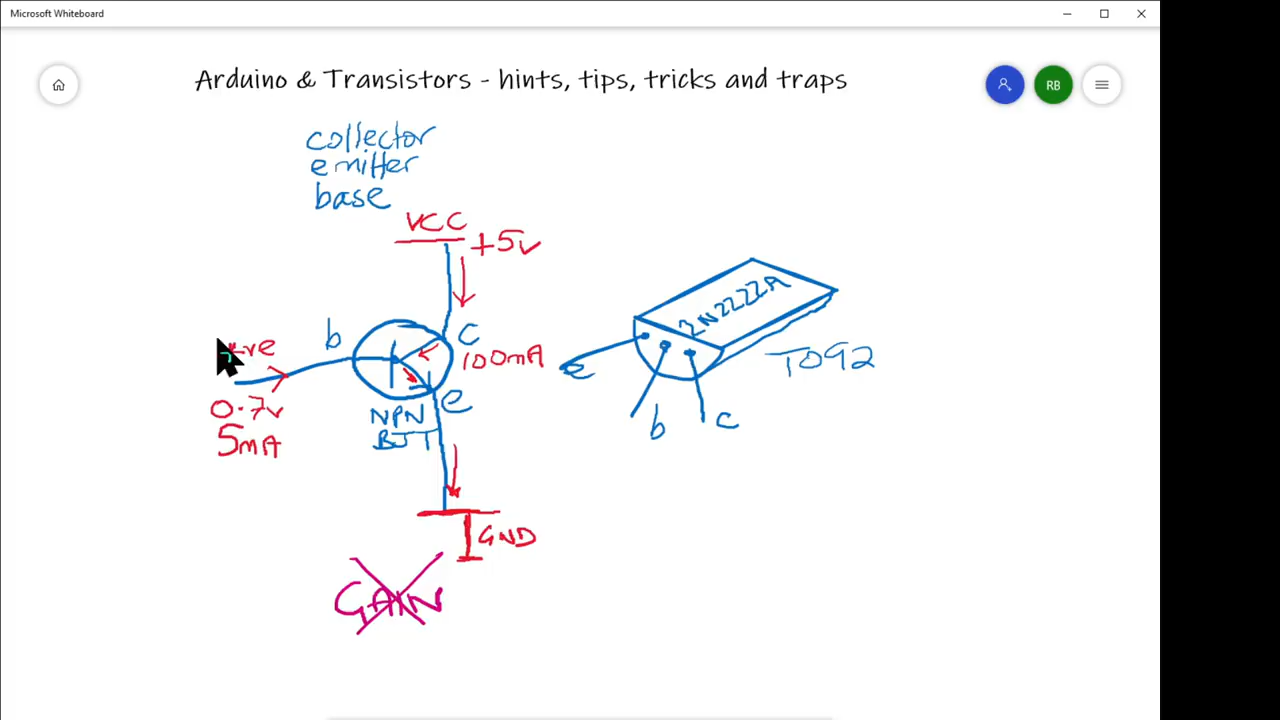 Microsoft Whiteboard
Arduino & Transistors - hints, tips, tricks and traps
RB
collector
emitter
base
VCC
+5v
2N2222A
b
c
+ve
100mA
TO92
e
0.7v
e
NPN
b
c
5mA
BJT
GND
GAIN